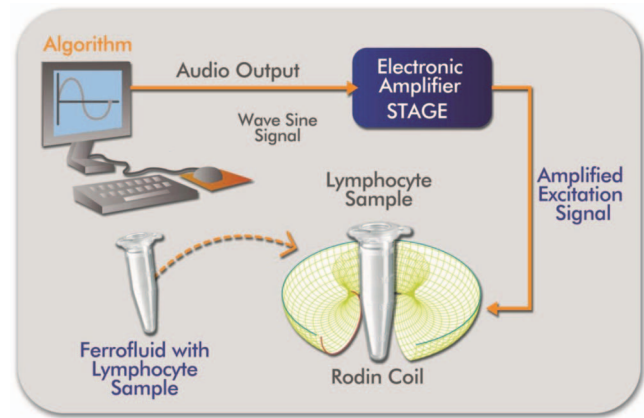 Algorithm
Audio Output
Wave Sine
Signal
Electronic
Amplifier
STAGE
Amplified
Excitation
Signal
Lymphocyte
Sample
Ferrofluid with
Lymphocyte
Sample
Rodin Coil